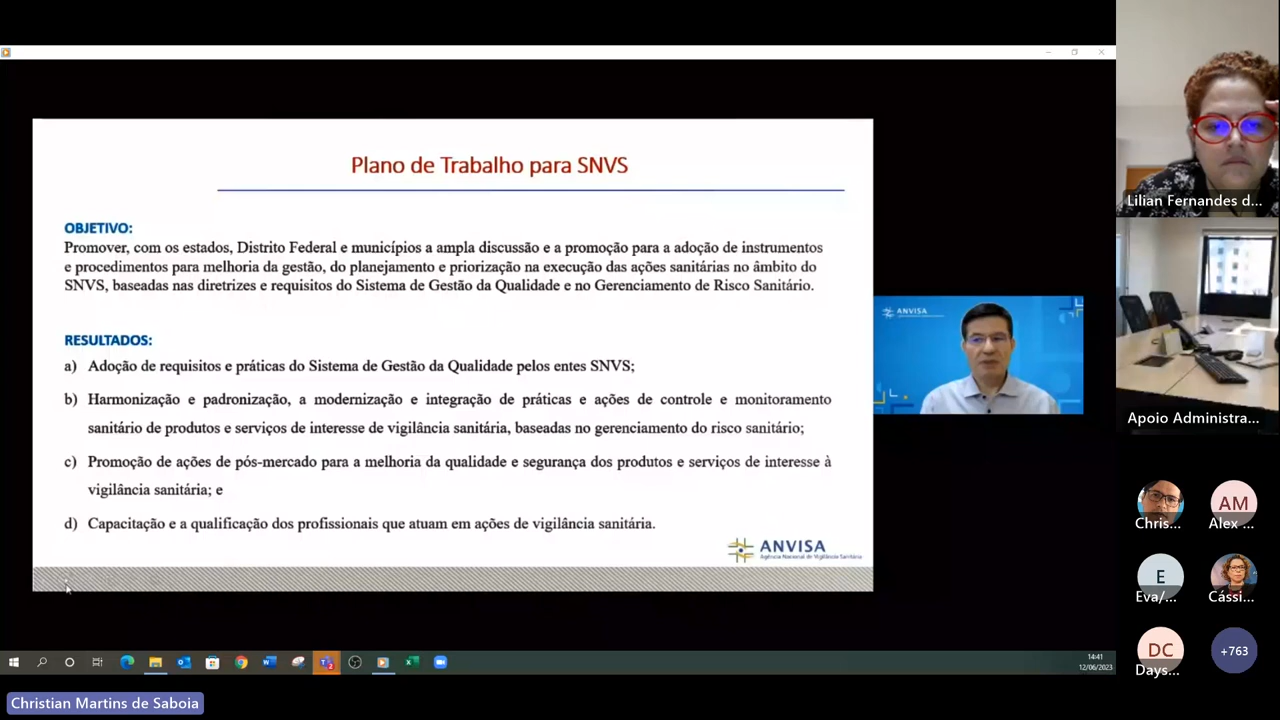 Plano de Trabalho para SNVS
OBJETIVO:
Promover, com os estados, Distrito Federal e municípios a ampla discussão e a promoção para a adoção de instrumentos
e procedimentos para melhoria da gestão, do planejamento e priorização na execução das ações sanitárias no âmbito do
SNVS, baseadas nas diretrizes e requisitos do Sistema de Gestão da Qualidade e no Gerenciamento de Risco Sanitário.
RESULTADOS:
a) Adoção de requisitos e práticas do Sistema de Gestão da Qualidade pelos entes SNVS;
b) Harmonização e padronização, a modernização e integração de práticas e ações de controle e monitoramento
sanitário de produtos e serviços de interesse de vigilância sanitária, baseadas no gerenciamento do risco sanitário;
c) Promoção de ações de pós-mercado para a melhoria da qualidade e segurança dos produtos e serviços de interesse à
vigilância sanitária; e
d) Capacitação e a qualificação dos profissionais que atuam em ações de vigilância sanitária.
ANVISA
Agência Nacional de Vigilância Sanitária
ANVISA
Lilian Fernandes d...
Apoio Administra...
Chris...
AM
Alex ...
E
Eva/...
Cássi...
DC
Days...
+763
14:41
12/06/2023
Christian Martins de Saboia